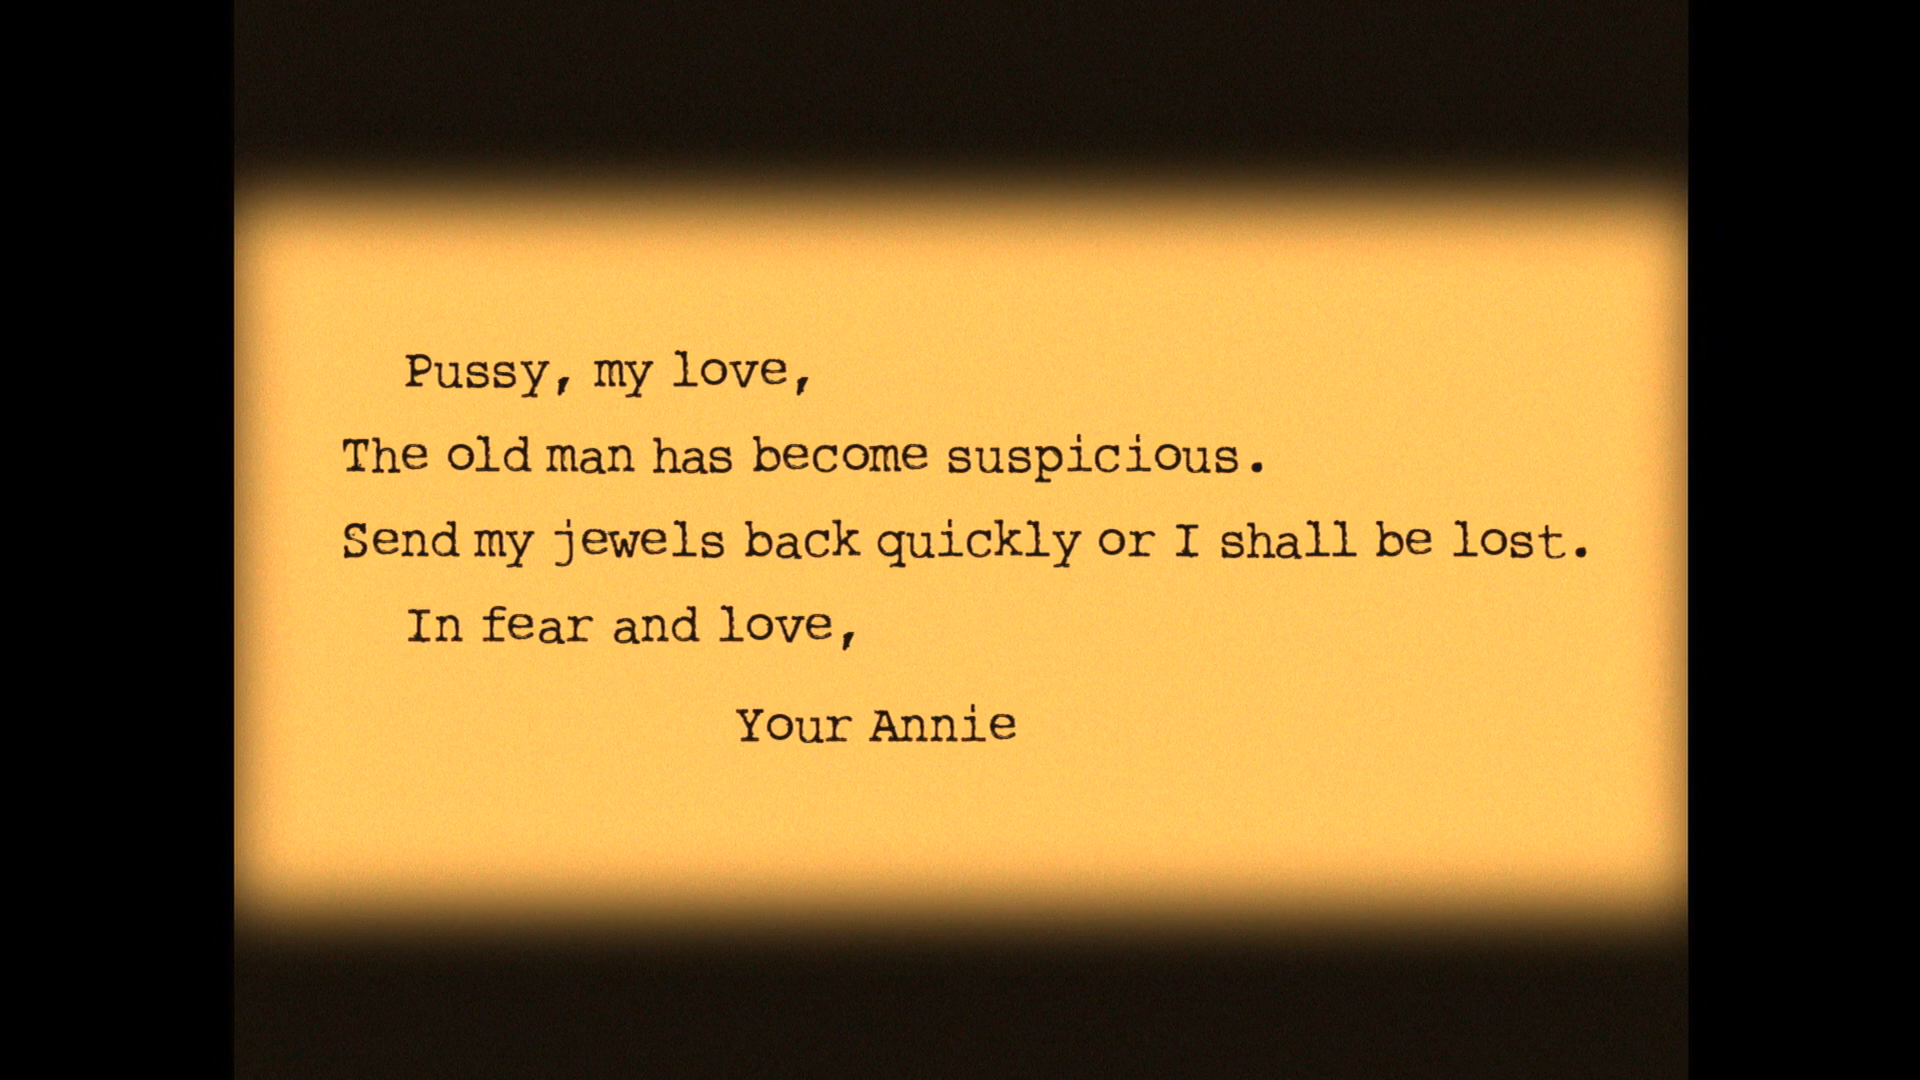 Pussy, my love,
The old man has become suspicious.
Send my jewels back quickly or I shall be lost.
In fear and love,
Your Annie